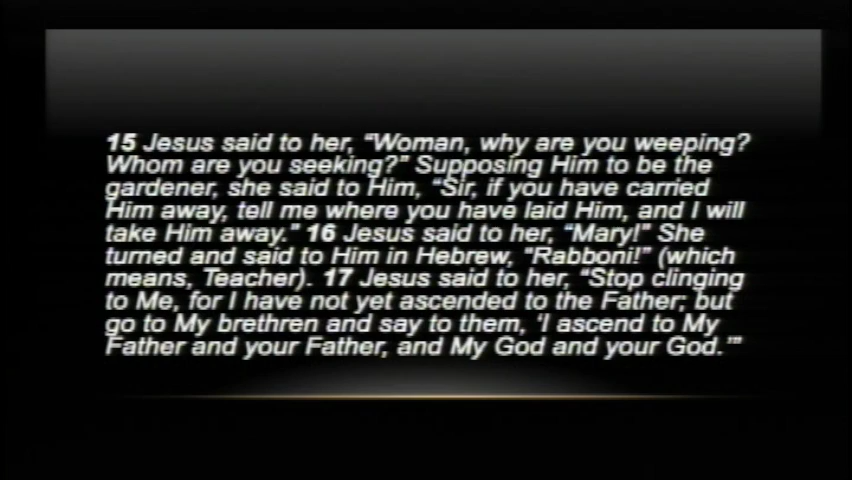 15 Jesus said to her, “Woman, why are you weeping?
Whom are you seeking?” Supposing Him to be the
gardener, she said to Him, “Sir, if you have carried
Him away, tell me where you have laid Him, and I will
take Him away.” 16 Jesus said to her, “Mary!” She
turned and said to Him in Hebrew, “Rabboni!” (which
means, Teacher). 17 Jesus said to her, “Stop clinging
to Me, for I have not yet ascended to the Father; but
go to My brethren and say to them, ‘I ascend to My
Father and your Father, and My God and your God.’”